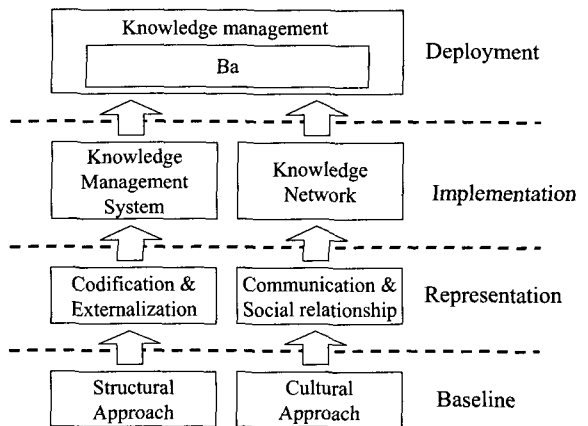 Knowledge management
Ba
Deployment
Knowledge
Management
System
Knowledge
Network
Implementation
Codification &
Externalization
Communication &
Social relationship
Representation
Structural
Approach
Cultural
Approach
Baseline